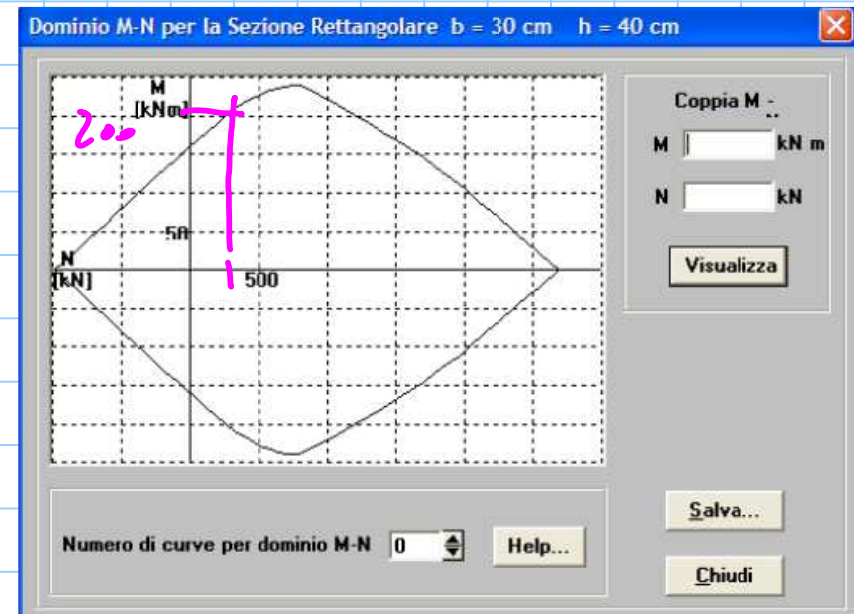 Dominio M-N per la Sezione Rettangolare b = 30 cm h = 40 cm
M
[kNm]
200
50
N
[kN]
500
Coppia M -
M kN m
N kN
Visualizza
Numero di curve per dominio M-N 0 Help...
Salva...
Chiudi